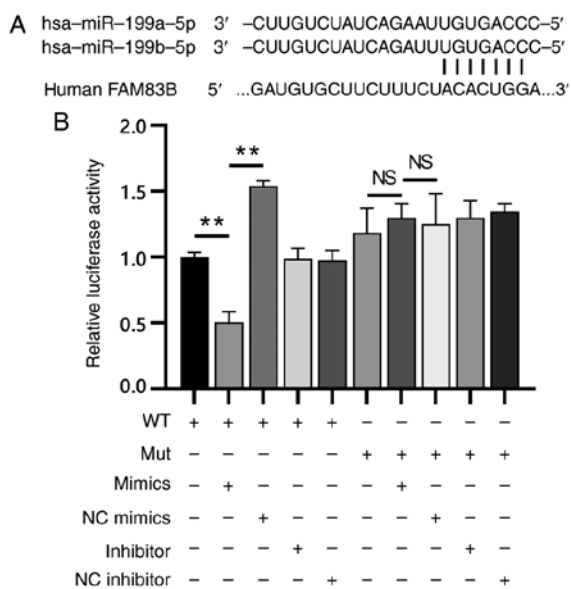 A hsa–miR–199a–5p 3′ –CUUGUCUAUCAGAAUUGUGACCC–5′
hsa–miR–199b–5p 3′ –CUUGUCUAUCAGAUUUGUGACCC–5′
Human FAM83B 5′ ...GAUGUGCUUCUUUCUACACUGGA...3′
B
2.0
1.5
1.0
0.5
0.0
Relative luciferase activity
** ** NS NS
WT + + + + + – – – – –
Mut – – – – – + + + + +
Mimics – + – – – – + – – –
NC mimics – – + – – – – + – –
Inhibitor – – – + – – – – + –
NC inhibitor – – – – + – – – – +